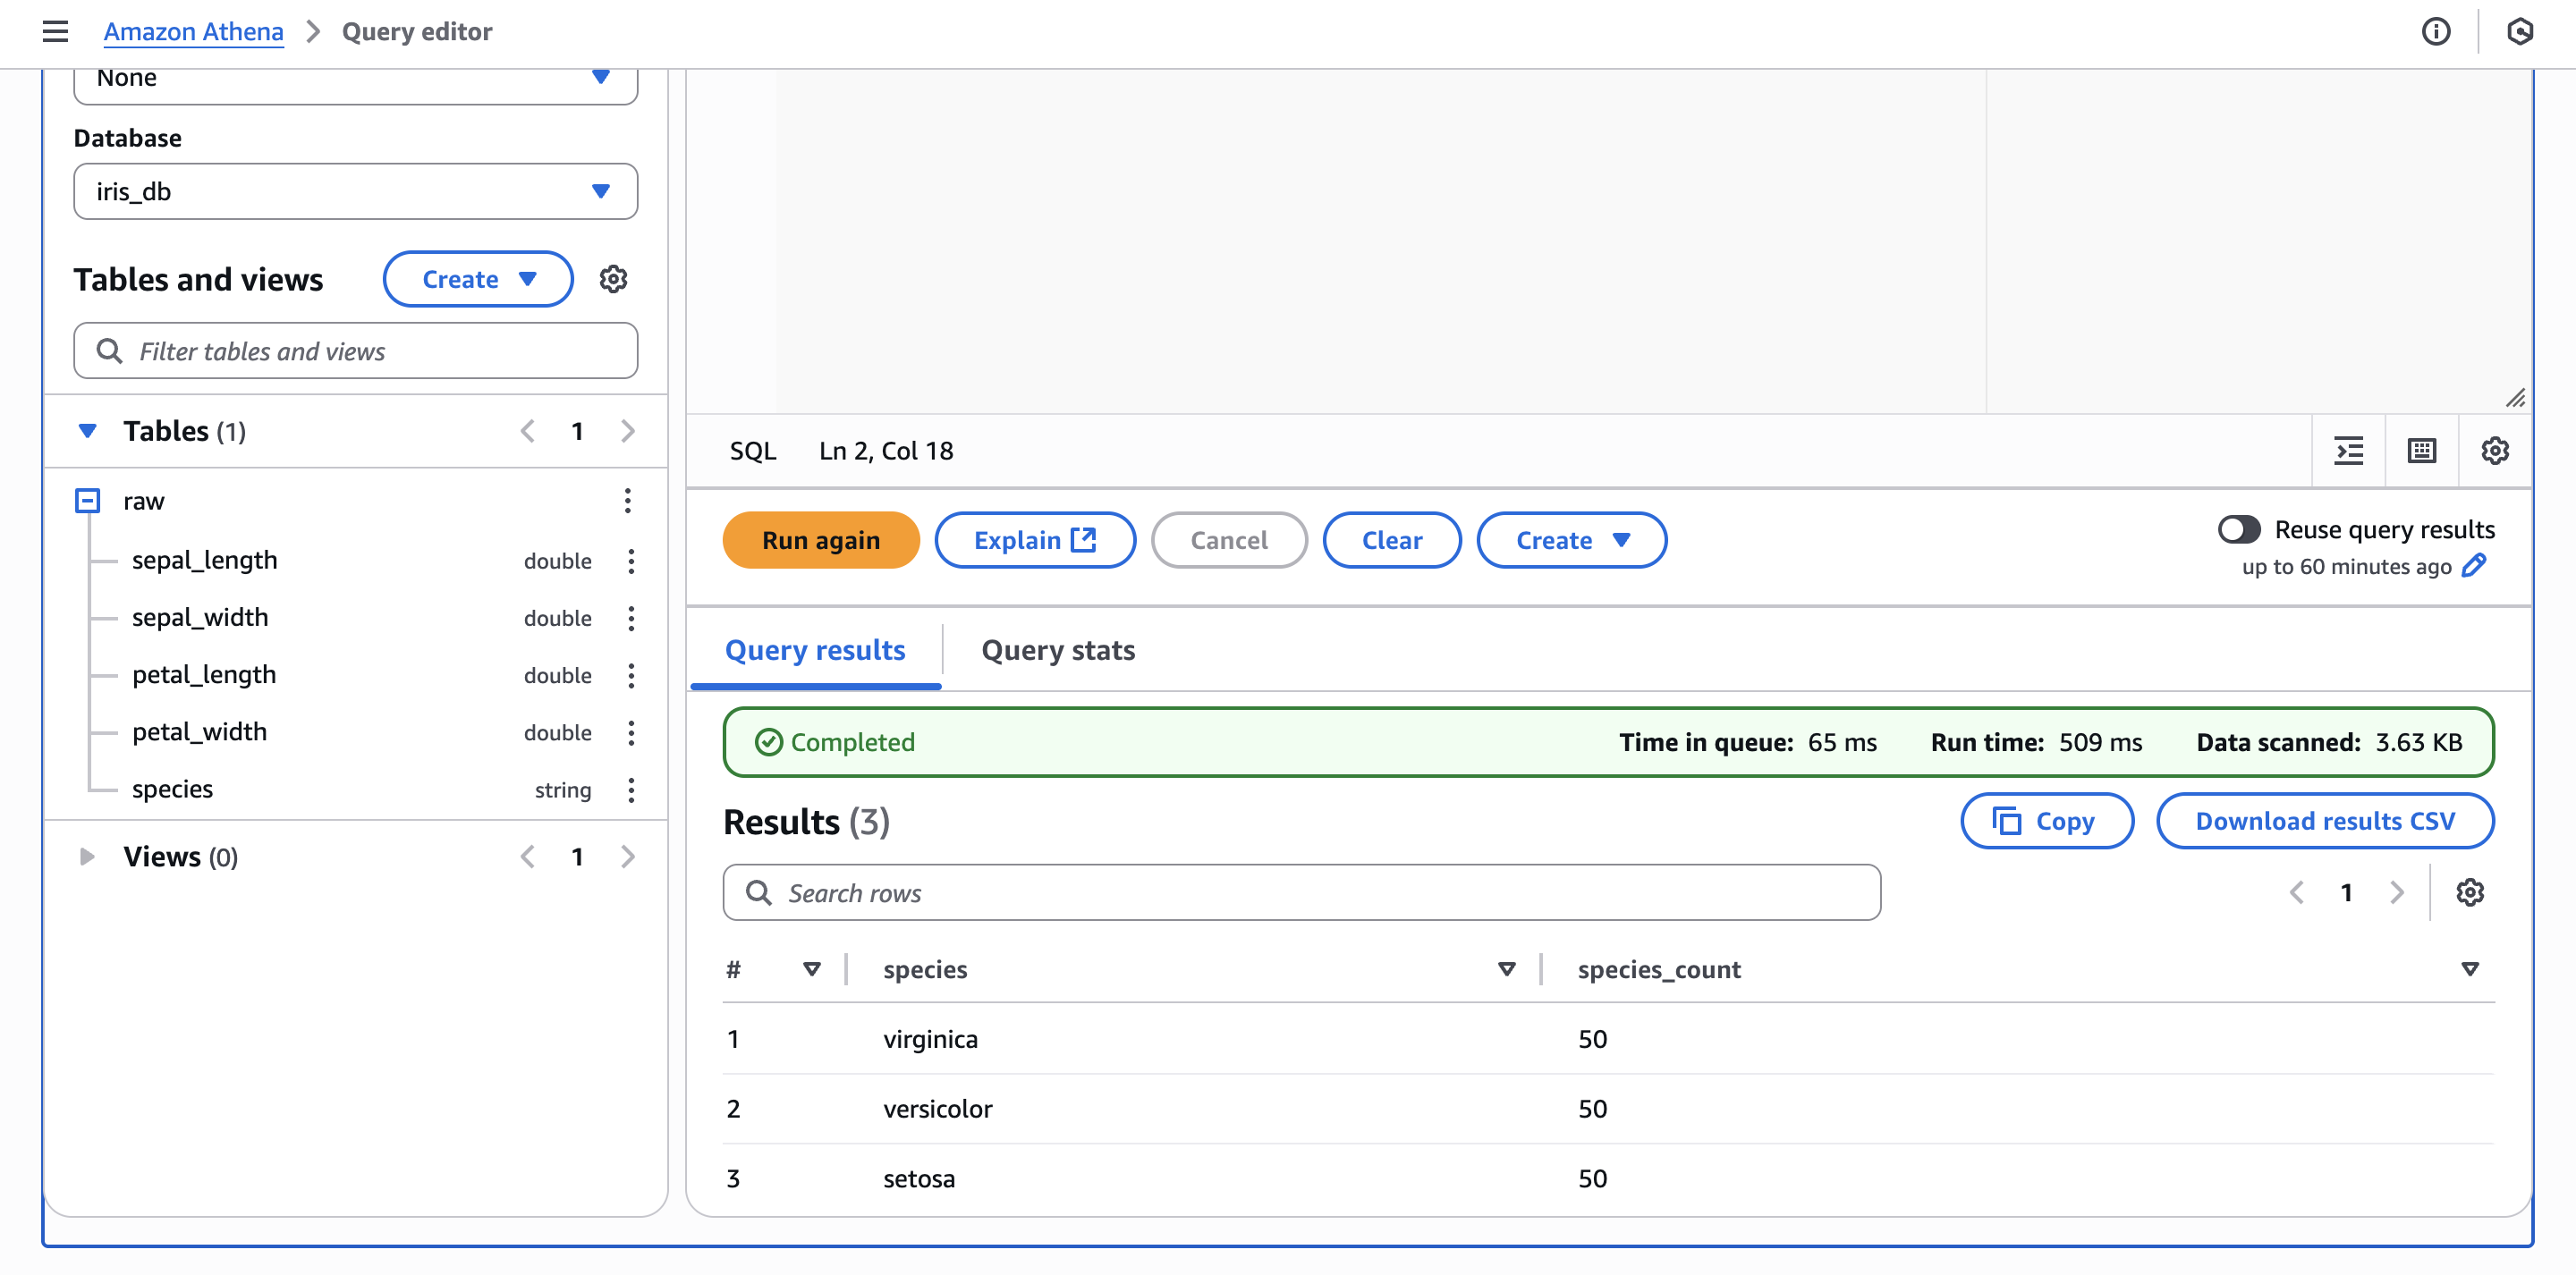 Amazon Athena > Query editor
None
Database
iris_db
Tables and views
Create
Filter tables and views
Tables (1)
1
raw
sepal_length double
sepal_width double
petal_length double
petal_width double
species string
Views (0)
1
SQL Ln 2, Col 18
Run again
Explain
Cancel
Clear
Create
Reuse query results
up to 60 minutes ago
Query results
Query stats
Completed
Time in queue: 65 ms Run time: 509 ms Data scanned: 3.63 KB
Results (3)
Copy
Download results CSV
Search rows
1
# species species_count
1 virginica 50
2 versicolor 50
3 setosa 50